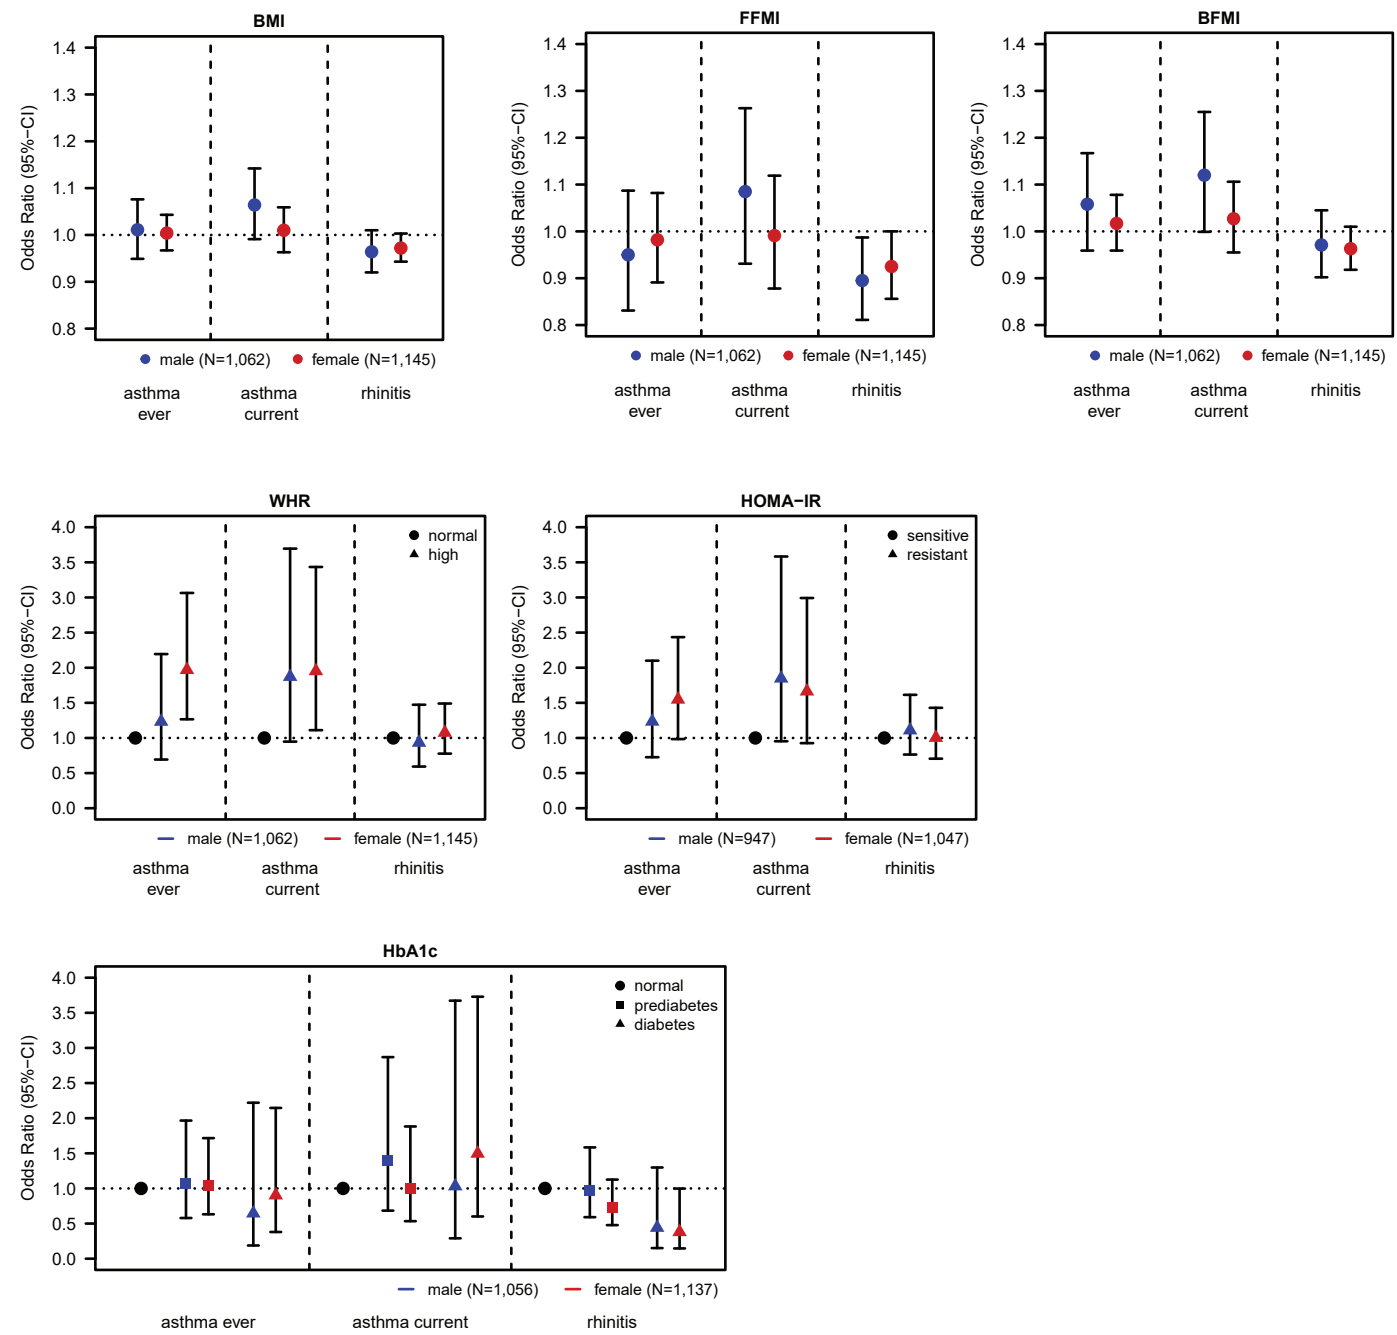 BMI
Odds Ratio (95%−CI)
1.4
1.3
1.2
1.1
1.0
0.9
0.8
male (N=1,062)
female (N=1,145)
asthma
ever
asthma
current
rhinitis
FFMI
Odds Ratio (95%−CI)
1.4
1.3
1.2
1.1
1.0
0.9
0.8
male (N=1,062)
female (N=1,145)
asthma
ever
asthma
current
rhinitis
BFMI
Odds Ratio (95%−CI)
1.4
1.3
1.2
1.1
1.0
0.9
0.8
male (N=1,062)
female (N=1,145)
asthma
ever
asthma
current
rhinitis
WHR
Odds Ratio (95%−CI)
4.0
3.5
3.0
2.5
2.0
1.5
1.0
0.5
0.0
normal
high
male (N=1,062)
female (N=1,145)
asthma
ever
asthma
current
rhinitis
HOMA−IR
Odds Ratio (95%−CI)
4.0
3.5
3.0
2.5
2.0
1.5
1.0
0.5
0.0
sensitive
resistant
male (N=947)
female (N=1,047)
asthma
ever
asthma
current
rhinitis
HbA1c
Odds Ratio (95%−CI)
4.0
3.5
3.0
2.5
2.0
1.5
1.0
0.5
0.0
normal
prediabetes
diabetes
male (N=1,056)
female (N=1,137)
asthma ever
asthma current
rhinitis